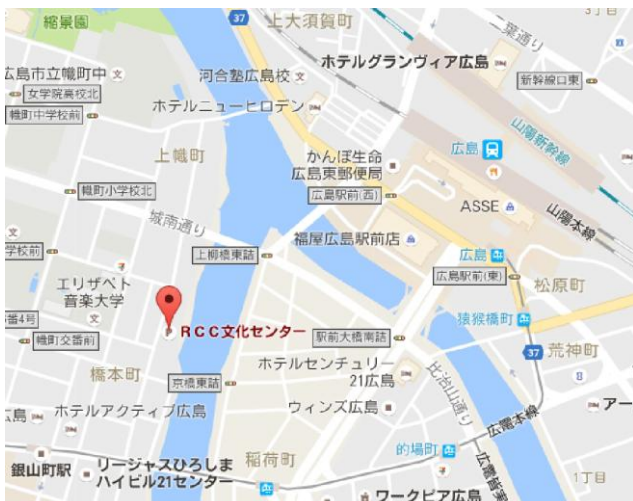 縮景園
37
上大須賀町
3丁目
葉通り
広島市立幟町中
河合塾広島校
ホテルグランヴィア広島
新幹線口東
女学院高校北
幟町中学校前
ホテルニューヒロデン
山陽新幹線
上幟町
かんぽ生命
広島東郵便局
広島
幟町小学校北
広島駅前(西)
ASSE
山陽本線
城南通り
学校前
上柳橋東詰
福屋広島駅前店
広島
広島駅前(東)
松原町
エリザベト
音楽大学
番4号
RCC文化センター
幟町交番前
駅前大橋南詰
猿猴橋町
37
荒神町
橋本町
京橋東詰
ホテルセンチュリー
21広島
比治山通り
広島
ホテルアクティブ広島
ウィンズ広島
広陽本線
アー
銀山町駅
リージャスひろしま
ハイビル21センター
稲荷町
的場町
1丁目
ワークピア広島